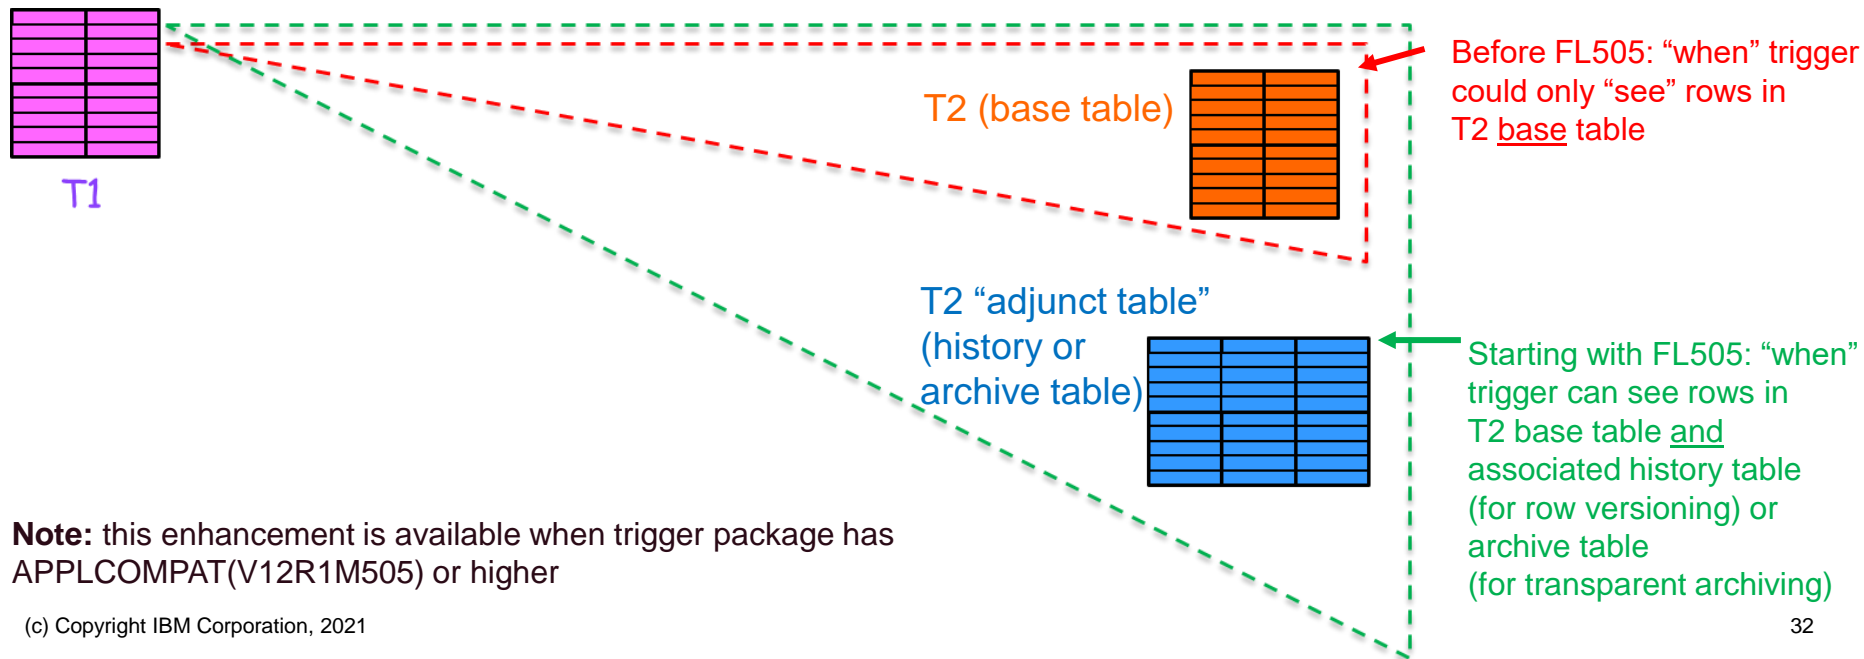 T1
T2 (base table)
Before FL505: “when” trigger
could only “see” rows in
T2 base table
T2 “adjunct table”
(history or
archive table)
Starting with FL505: “when”
trigger can see rows in
T2 base table and
associated history table
(for row versioning) or
archive table
(for transparent archiving)
Note: this enhancement is available when trigger package has
APPLCOMPAT(V12R1M505) or higher
(c) Copyright IBM Corporation, 2021
32